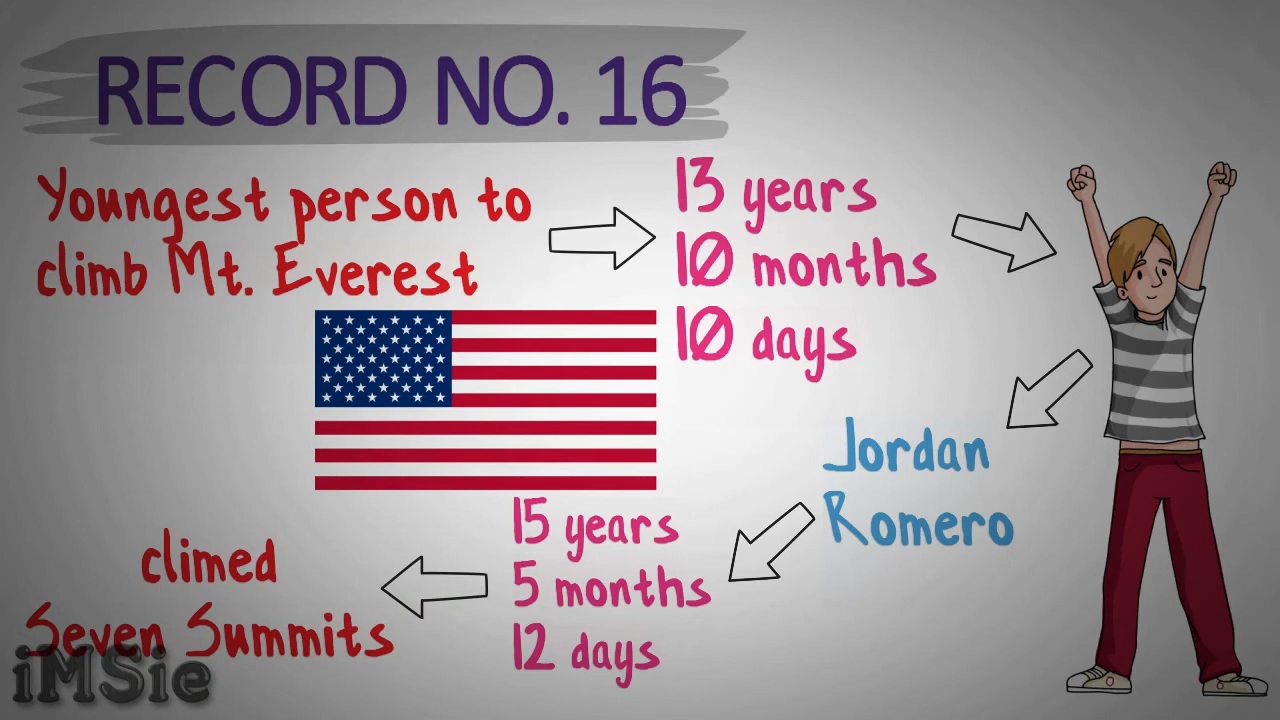 RECORD NO. 16
Youngest person to
climb Mt. Everest
13 years
10 months
10 days
Jordan
Romero
15 years
5 months
12 days
climed
Seven Summits
iMSie